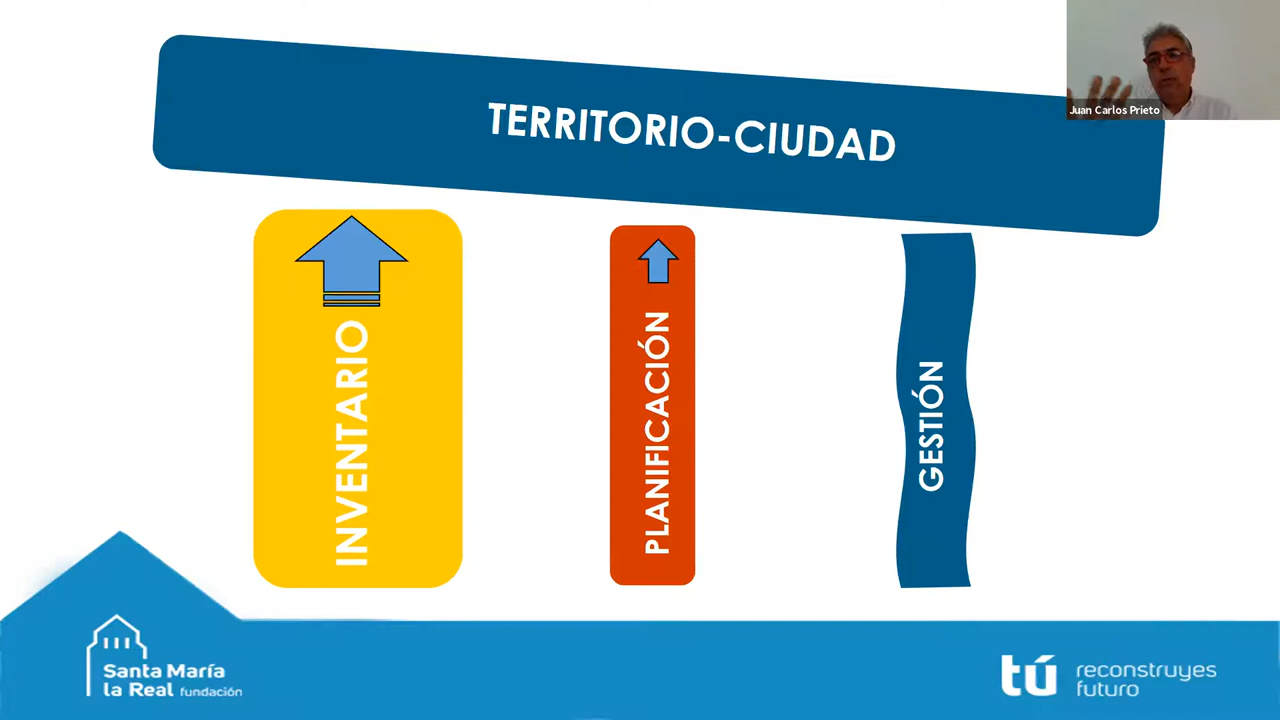 TERRITORIO-CIUDAD
Juan Carlos Prieto
INVENTARIO
PLANIFICACIÓN
GESTIÓN
Santa María
la Real fundación
tú reconstruyes
futuro